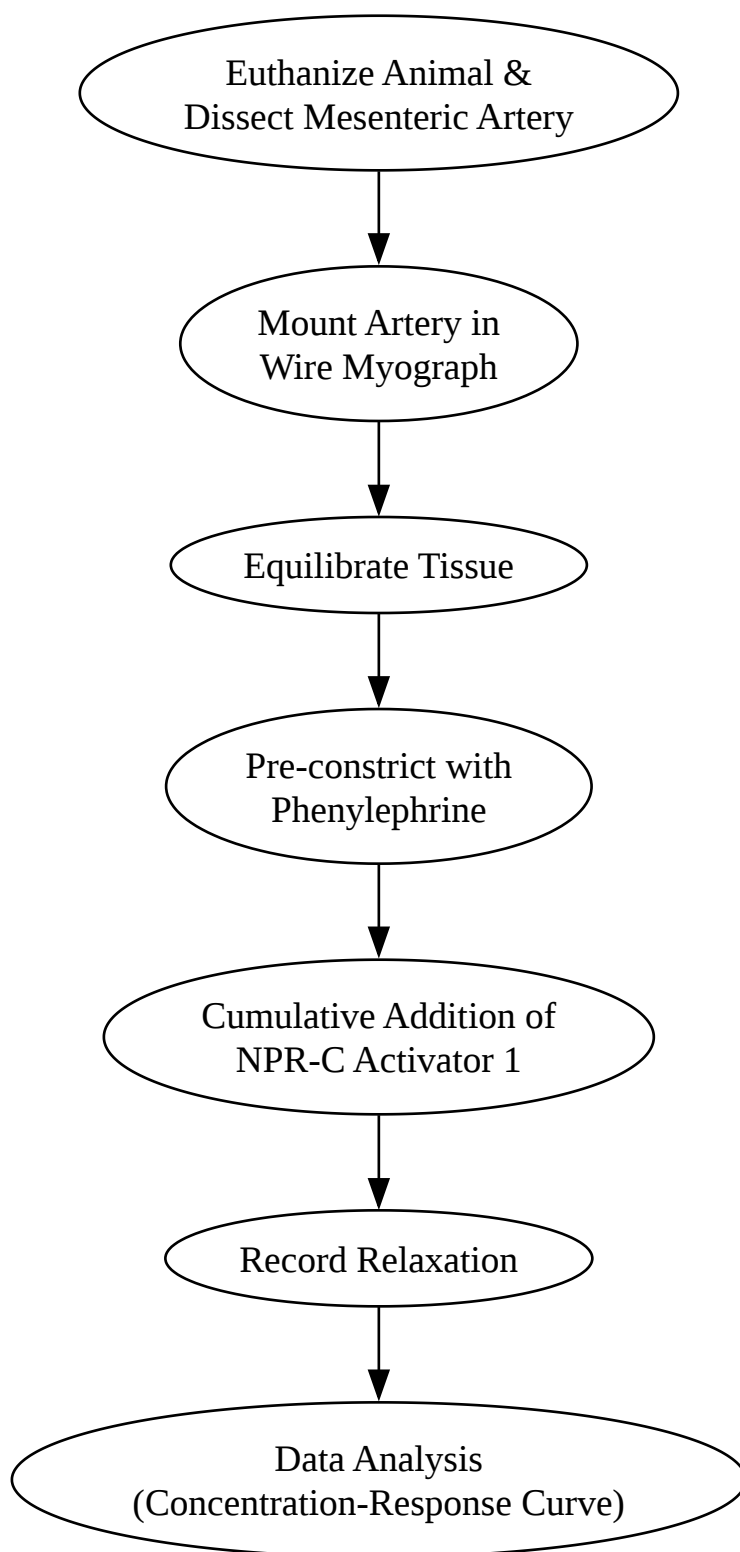 Euthanize Animal &
Dissect Mesenteric Artery
Mount Artery in
Wire Myograph
Equilibrate Tissue
Pre-constrict with
Phenylephrine
Cumulative Addition of
NPR-C Activator 1
Record Relaxation
Data Analysis
(Concentration-Response Curve)